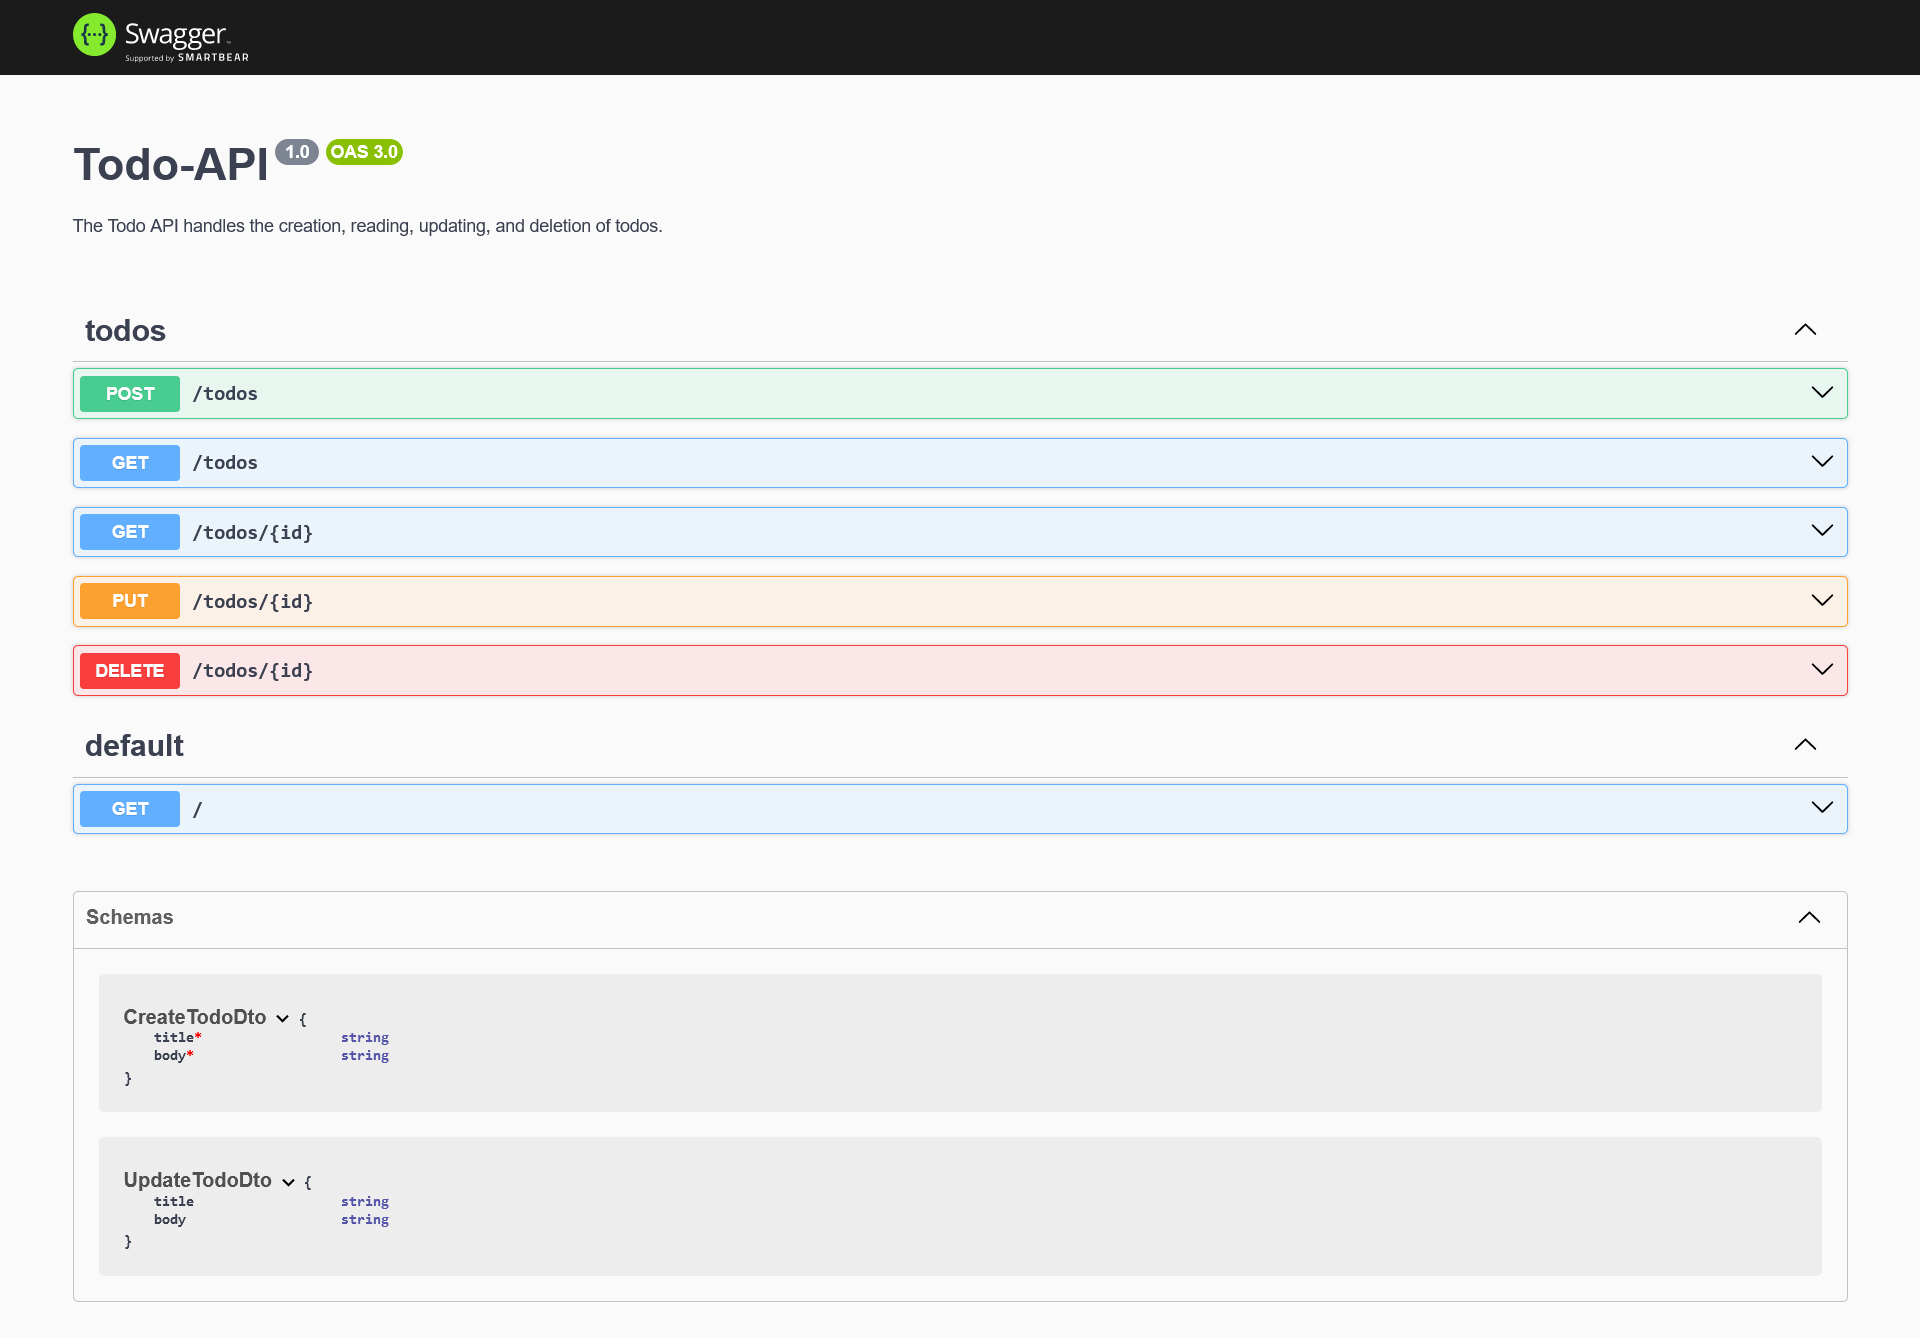 Swagger™
Supported by SMARTBEAR
Todo-API 1.0 OAS 3.0
The Todo API handles the creation, reading, updating, and deletion of todos.
todos
POST /todos
GET /todos
GET /todos/{id}
PUT /todos/{id}
DELETE /todos/{id}
default
GET /
Schemas
CreateTodoDto {
title* string
body* string
}
UpdateTodoDto {
title string
body string
}